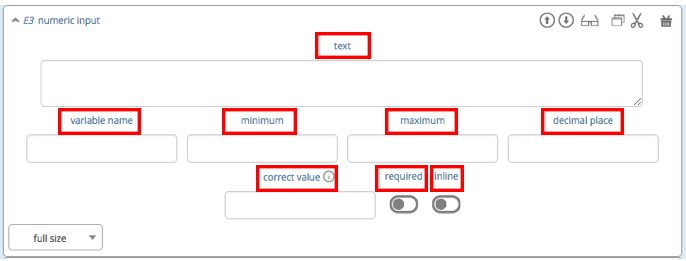 E3 numeric input
text
variable name minimum maximum decimal place
correct value required inline
full size